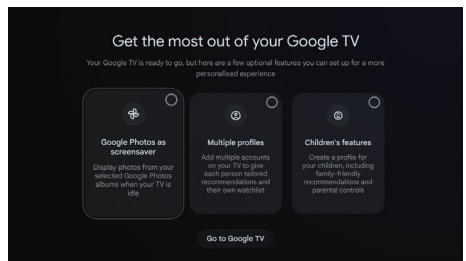 Get the most out of your Google TV
Your Google TV is ready to go, but here are a few optional features you can set up for a more
personalised experience
Google Photos as
screensaver
Display photos from your
selected Google Photos
albums when your TV is
idle
Multiple profiles
Add multiple accounts
on your TV to give
each person tailored
recommendations and
their own watchlist
Children's features
Create a profile for
your children, including
family-friendly
recommendations and
parental controls
Go to Google TV